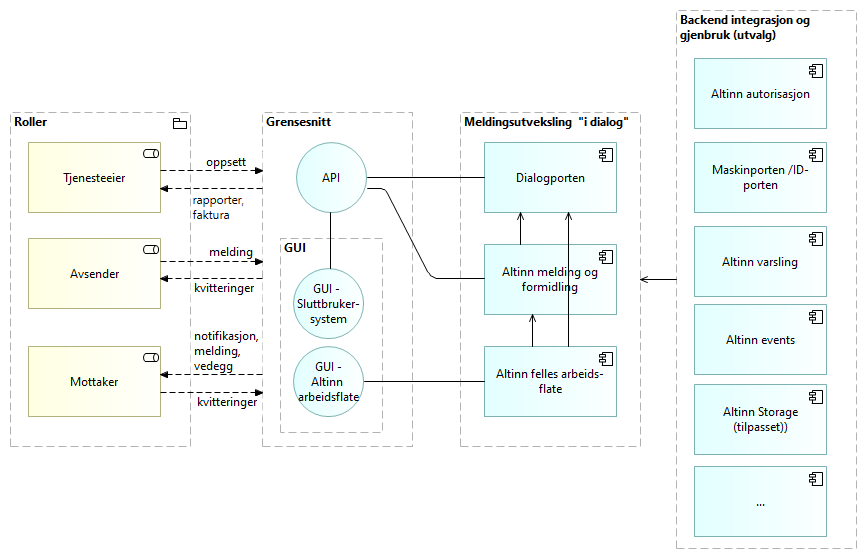 Backend integrasjon og
gjenbruk (utvalg)
Altinn autorisasjon
Maskinporten /ID-
porten
Altinn varsling
Altinn events
Altinn Storage
(tilpasset))
...
Roller
Tjenesteeier
Avsender
Mottaker
oppsett
rapporter,
faktura
melding
kvitteringer
notifikasjon,
melding,
vedegg
kvitteringer
Grensesnitt
API
GUI
GUI -
Sluttbruker-
system
GUI -
Altinn
arbeidsflate
Meldingsutveksling "i dialog"
Dialogporten
Altinn melding og
formidling
Altinn felles arbeids-
flate